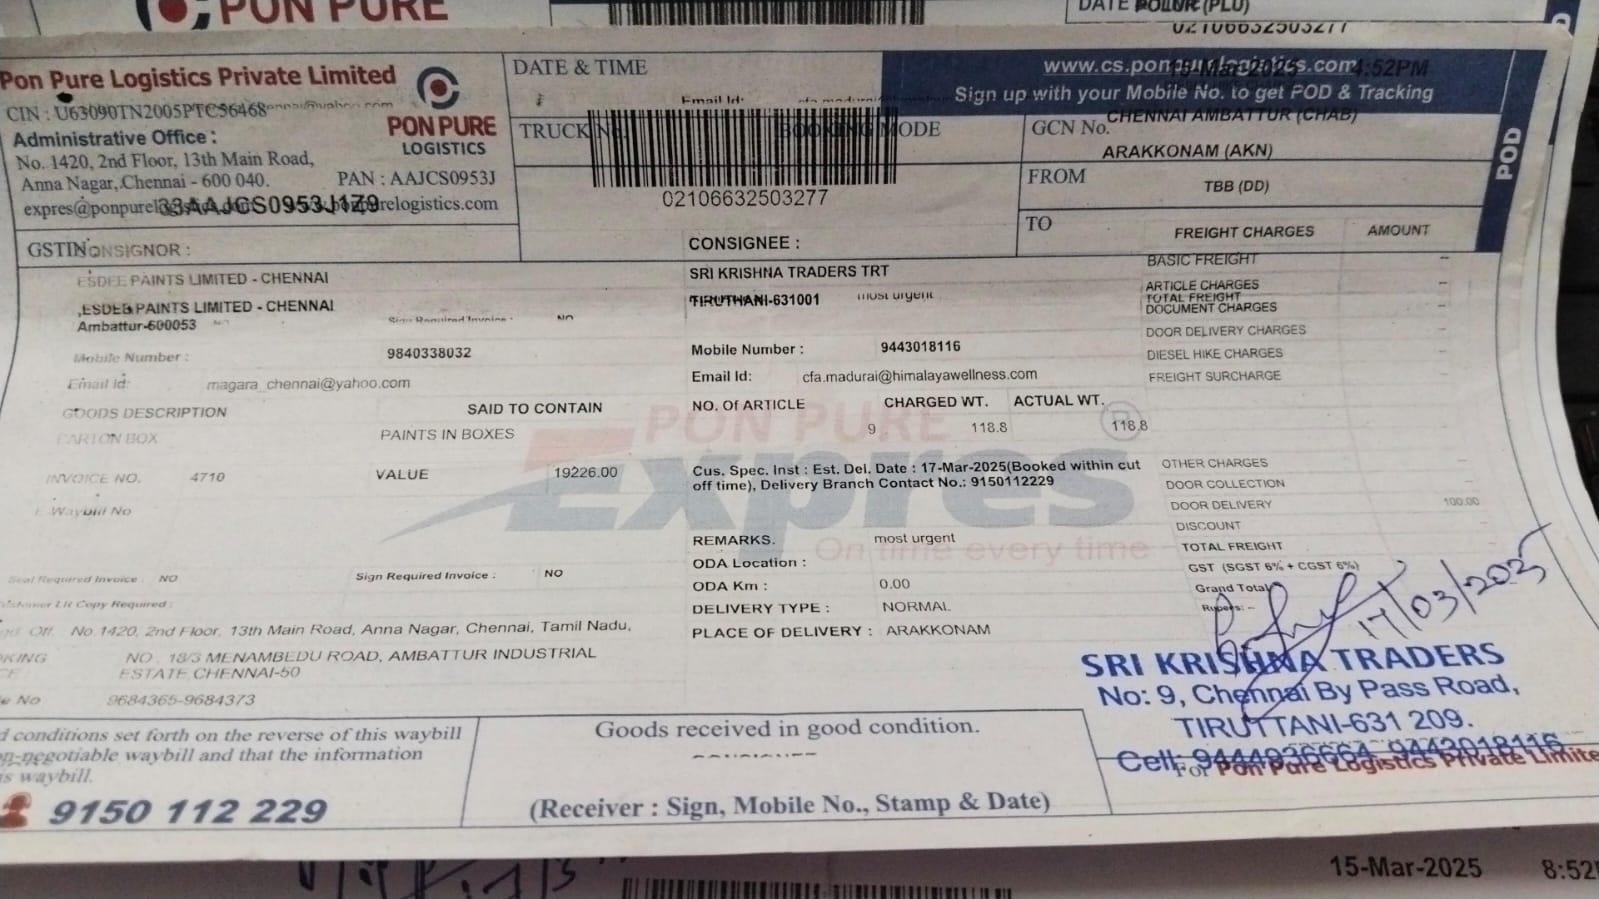 PON PURE
DATE POLUR (PLU)
02106632503277
Pon Pure Logistics Private Limited
CIN : U63090TN2005PTC56468
Administrative Office :
No. 1420, 2nd Floor, 13th Main Road,
Anna Nagar, Chennai - 600 040.
PAN : AAJCS0953J
33AAJCS0953J1Z9
PON PURE
LOGISTICS
GSTIN
CONSIGNOR :
DATE & TIME
Email Id:
TRUCK
BOOKING MODE
02106632503277
www.cs.ponpurelogistics.com
4:52PM
Sign up with your Mobile No. to get POD & Tracking
POD
GCN No.
CHENNAI AMBATTUR (CHAB)
ARAKKONAM (AKN)
FROM
TBB (DD)
TO
ESDEE PAINTS LIMITED - CHENNAI
ESDEE PAINTS LIMITED - CHENNAI
Ambattur-600053
Sign Required Invoice :
NO
Mobile Number :
9840338032
Email Id:
magara_chennai@yahoo.com
GOODS DESCRIPTION
SAID TO CONTAIN
CARTON BOX
PAINTS IN BOXES
INVOICE NO.
4710
VALUE
19226.00
E-Waybill No
Seal Required Invoice : NO
Sign Required Invoice : NO
Customer LR Copy Required :
Off. No.1420, 2nd Floor, 13th Main Road, Anna Nagar, Chennai, Tamil Nadu,
KING
NO . 18/3 MENAMBEDU ROAD, AMBATTUR INDUSTRIAL
ESTATE,CHENNAI-50
e No
9684365-9684373
CONSIGNEE :
SRI KRISHNA TRADERS TRT
TIRUTHANI-631001
most urgent
Mobile Number :
9443018116
Email Id:
cfa.madurai@himalayawellness.com
NO. Of ARTICLE
CHARGED WT.
ACTUAL WT.
9
118.8
118.8
PON PURE
Expres
On time every time
Cus. Spec. Inst : Est. Del. Date : 17-Mar-2025(Booked within cut
off time), Delivery Branch Contact No.: 9150112229
REMARKS.
most urgent
ODA Location :
ODA Km :
0.00
DELIVERY TYPE :
NORMAL
PLACE OF DELIVERY : ARAKKONAM
FREIGHT CHARGES
AMOUNT
BASIC FREIGHT
ARTICLE CHARGES
TOTAL FREIGHT
DOCUMENT CHARGES
DOOR DELIVERY CHARGES
DIESEL HIKE CHARGES
FREIGHT SURCHARGE
OTHER CHARGES
DOOR COLLECTION
DOOR DELIVERY
100.00
DISCOUNT
TOTAL FREIGHT
GST (SGST 6% + CGST 6%)
Grand Total
Rupees: --
17/03/2025
SRI KRISHNA TRADERS
No: 9, Chennai By Pass Road,
TIRUTTANI-631 209.
Cell: 9444936664, 9443018116
For Pon Pure Logistics Private Limite
d conditions set forth on the reverse of this waybill
on-negotiable waybill and that the information
is waybill.
9150 112 229
Goods received in good condition.
(Receiver : Sign, Mobile No., Stamp & Date)
15-Mar-2025
8:52